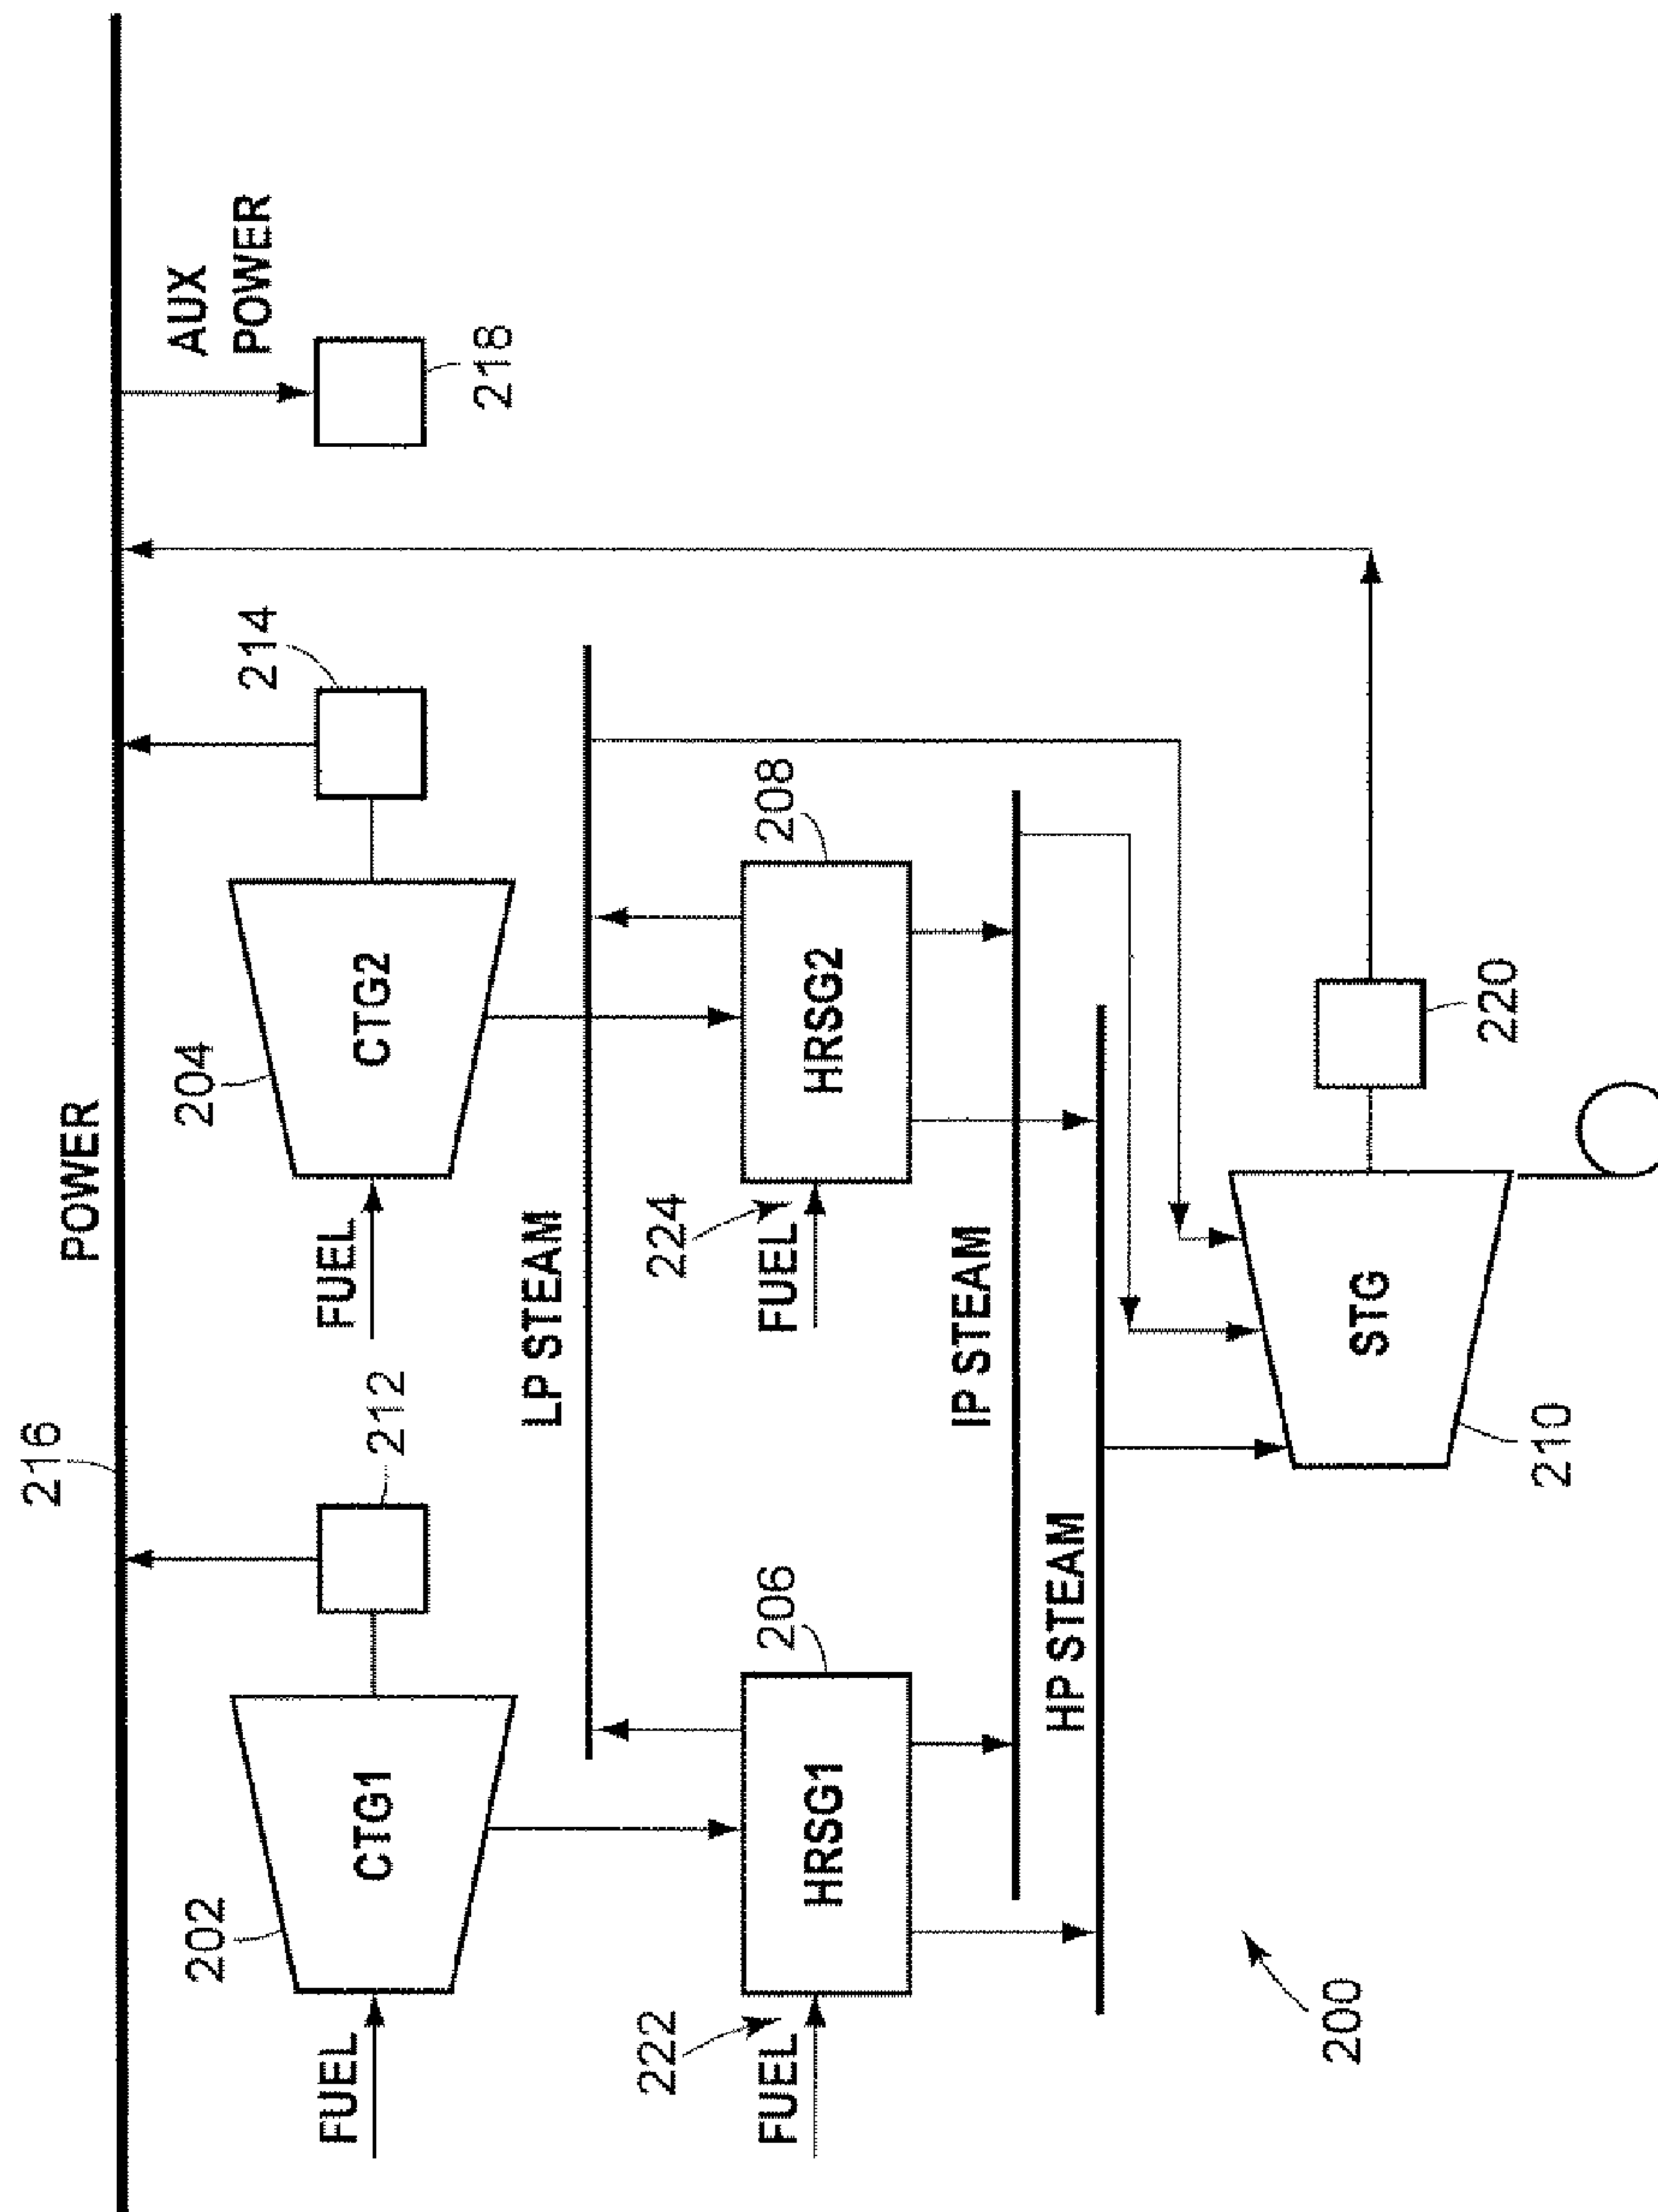 216
POWER
AUX
POWER
202
204
214
FUEL
CTG1
212
FUEL
CTG2
218
LP STEAM
222
224
FUEL
HRSG1
206
FUEL
HRSG2
208
IP STEAM
HP STEAM
200
STG
210
220